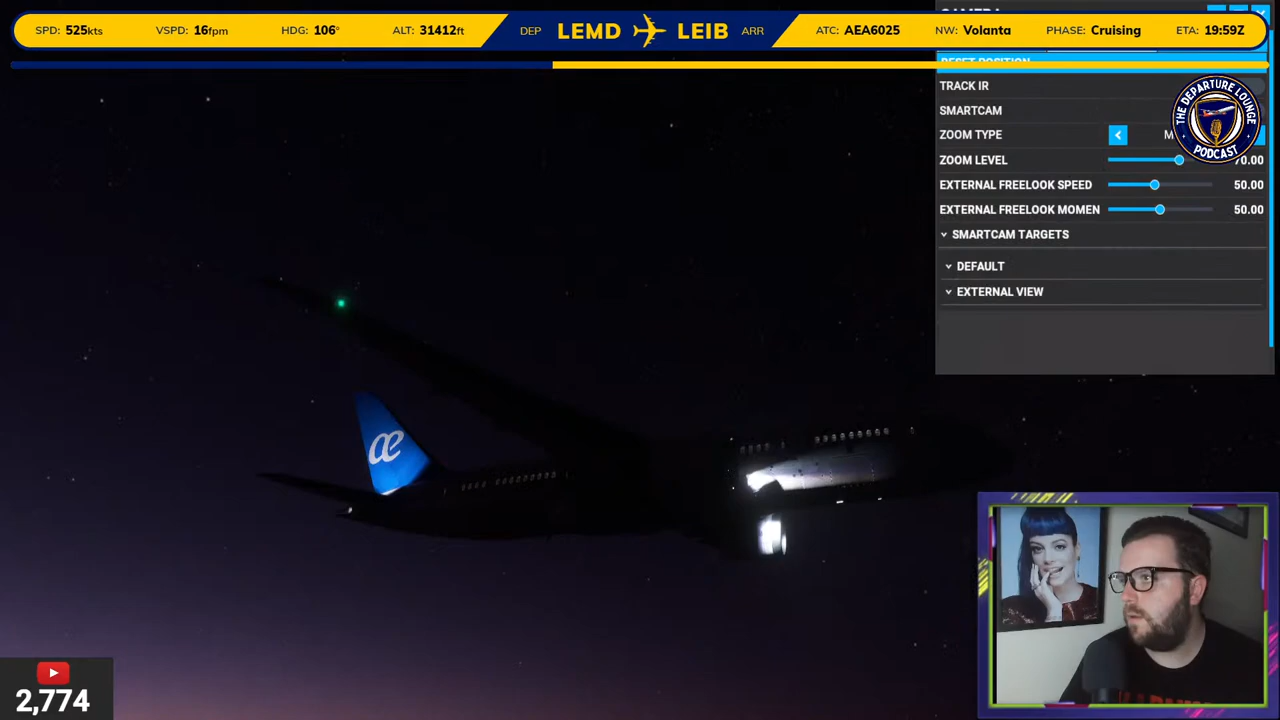 SPD: 525kts VSPD: 16fpm HDG: 106° ALT: 31412ft DEP LEMD LEIB ARR ATC: AEA6025 NW: Volanta PHASE: Cruising ETA: 19:59Z
TRACK IR
SMARTCAM
ZOOM TYPE
ZOOM LEVEL 70.00
EXTERNAL FREELOOK SPEED 50.00
EXTERNAL FREELOOK MOMEN 50.00
SMARTCAM TARGETS
DEFAULT
EXTERNAL VIEW
THE DEPARTURE LOUNGE
PODCAST
æ
2,774